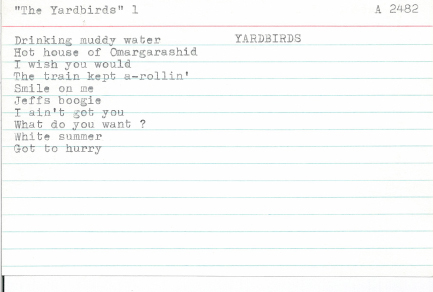 "The Yardbirds" 1 A 2482
Drinking muddy water YARDBIRDS
Hot house of Omargarashid
I wish you would
The train kept a-rollin'
Smile on me
Jeffs boogie
I ain't got you
What do you want ?
White summer
Got to hurry